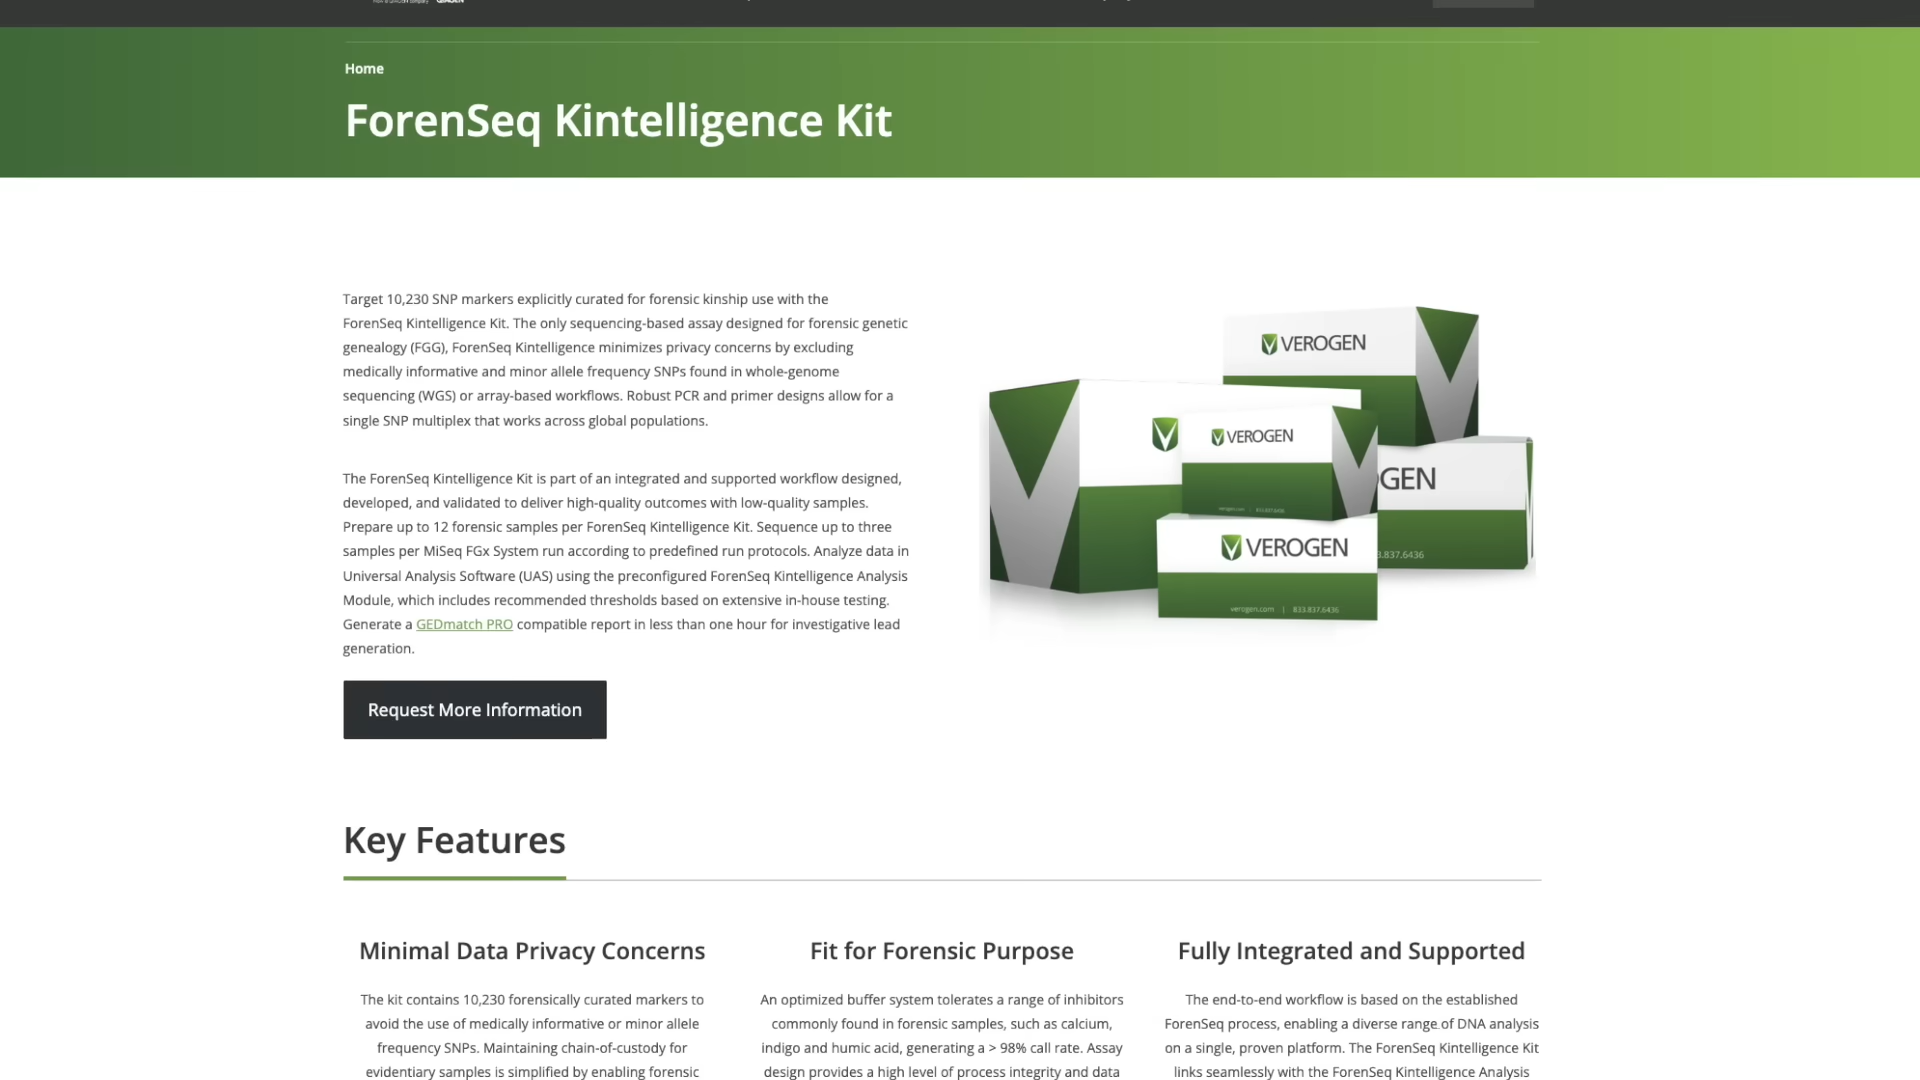 QIAGEN
Home
ForenSeq Kintelligence Kit
Target 10,230 SNP markers explicitly curated for forensic kinship use with the
ForenSeq Kintelligence Kit. The only sequencing-based assay designed for forensic genetic
genealogy (FGG), ForenSeq Kintelligence minimizes privacy concerns by excluding
medically informative and minor allele frequency SNPs found in whole-genome
sequencing (WGS) or array-based workflows. Robust PCR and primer designs allow for a
single SNP multiplex that works across global populations.
The ForenSeq Kintelligence Kit is part of an integrated and supported workflow designed,
developed, and validated to deliver high-quality outcomes with low-quality samples.
Prepare up to 12 forensic samples per ForenSeq Kintelligence Kit. Sequence up to three
samples per MiSeq FGx System run according to predefined run protocols. Analyze data in
Universal Analysis Software (UAS) using the preconfigured ForenSeq Kintelligence Analysis
Module, which includes recommended thresholds based on extensive in-house testing.
Generate a GEDmatch PRO compatible report in less than one hour for investigative lead
generation.
Request More Information
VEROGEN
VEROGEN
verogen.com | 833.837.6436
GEN
3.837.6436
VEROGEN
verogen.com | 833.837.6436
Key Features
Minimal Data Privacy Concerns
The kit contains 10,230 forensically curated markers to
avoid the use of medically informative or minor allele
frequency SNPs. Maintaining chain-of-custody for
evidentiary samples is simplified by enabling forensic
Fit for Forensic Purpose
An optimized buffer system tolerates a range of inhibitors
commonly found in forensic samples, such as calcium,
indigo and humic acid, generating a > 98% call rate. Assay
design provides a high level of process integrity and data
Fully Integrated and Supported
The end-to-end workflow is based on the established
ForenSeq process, enabling a diverse range of DNA analysis
on a single, proven platform. The ForenSeq Kintelligence Kit
links seamlessly with the ForenSeq Kintelligence Analysis